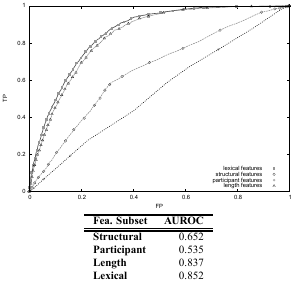 1
0.8
TP
0.6
0.4
0.2
0
lexical features
structural features
participant features
length features
0 0.2 0.4 0.6 0.8 1
FP
Fea. Subset AUROC
Structural 0.652
Participant 0.535
Length 0.837
Lexical 0.852